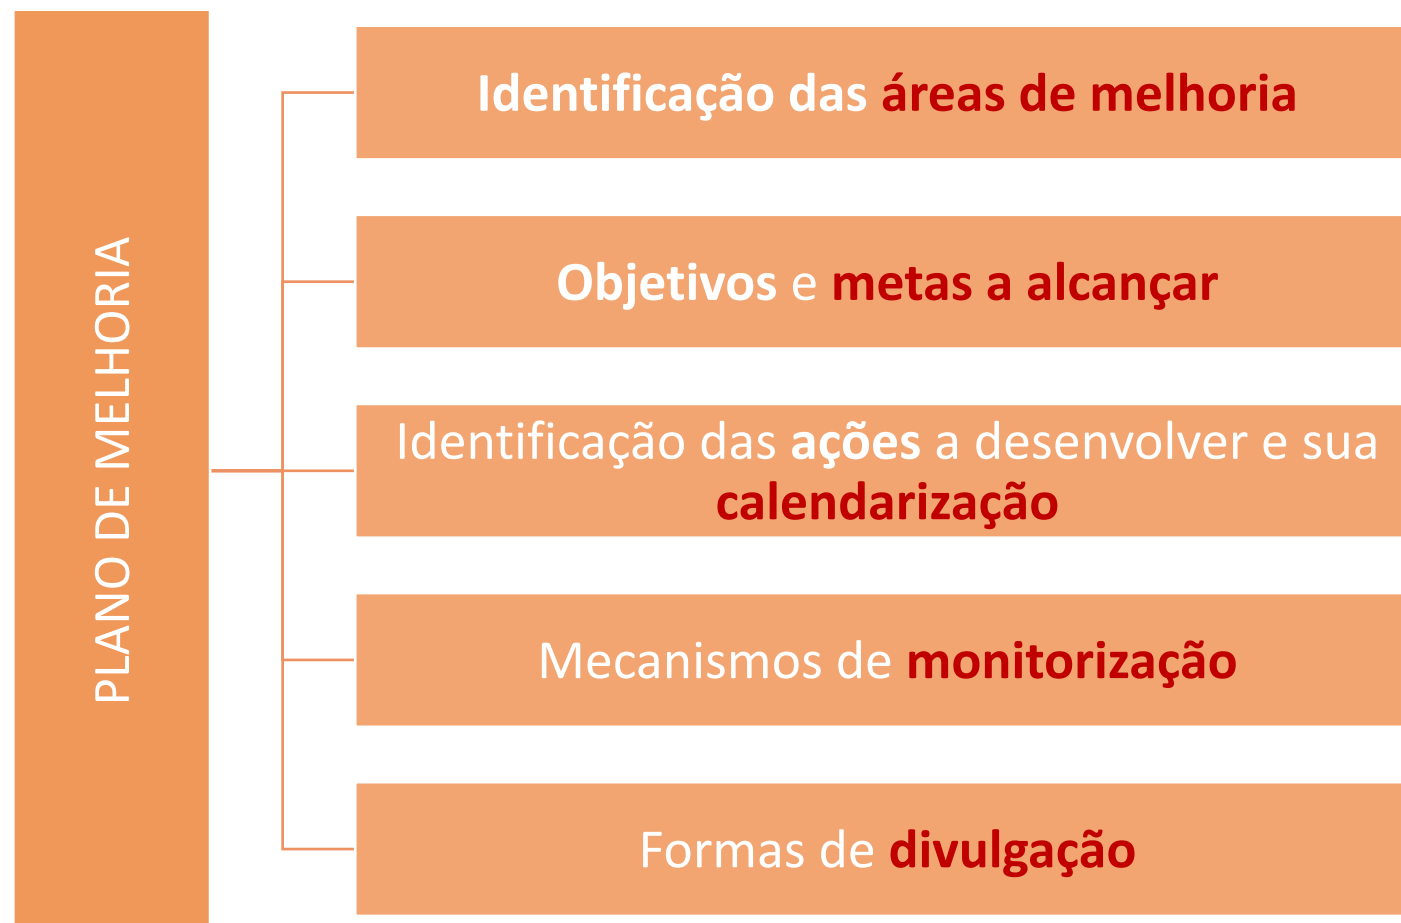 PLANO DE MELHORIA
Identificação das áreas de melhoria
Objetivos e metas a alcançar
Identificação das ações a desenvolver e sua
calendarização
Mecanismos de monitorização
Formas de divulgação